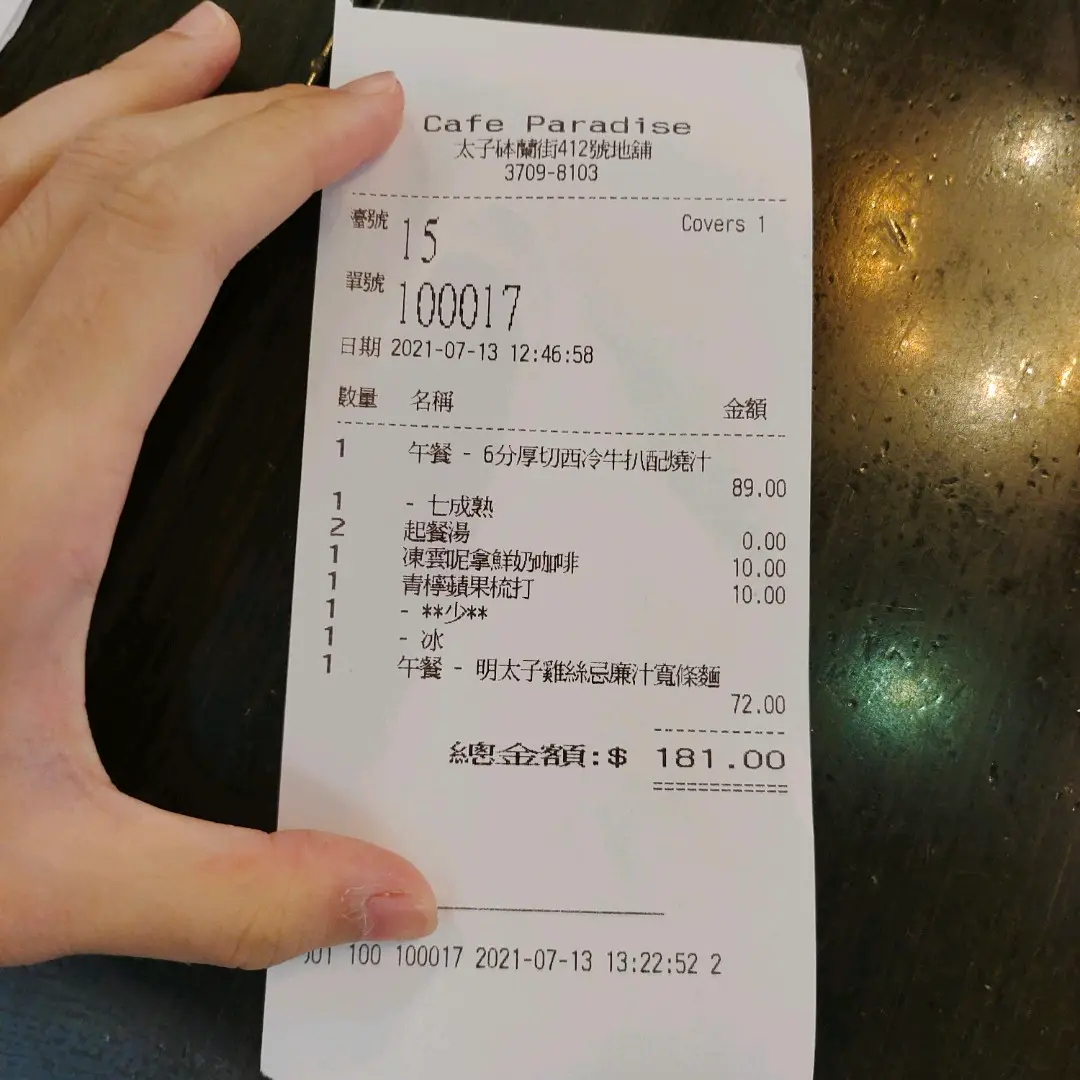 Cafe Paradise
太子砵蘭街412號地舖
3709-8103
臺號 15 Covers 1
單號 100017
日期 2021-07-13 12:46:58
數量 名稱 金額
1 午餐 - 6分厚切西冷牛扒配燒汁
89.00
1 - 七成熟
2 起餐湯 0.00
1 凍雲呢拿鮮奶咖啡 10.00
1 青檸蘋果梳打 10.00
1 - **少**
1 - 冰
1 午餐 - 明太子雞絲忌廉汁寬條麵
72.00
總金額:$ 181.00
100 100017 2021-07-13 13:22:52 2